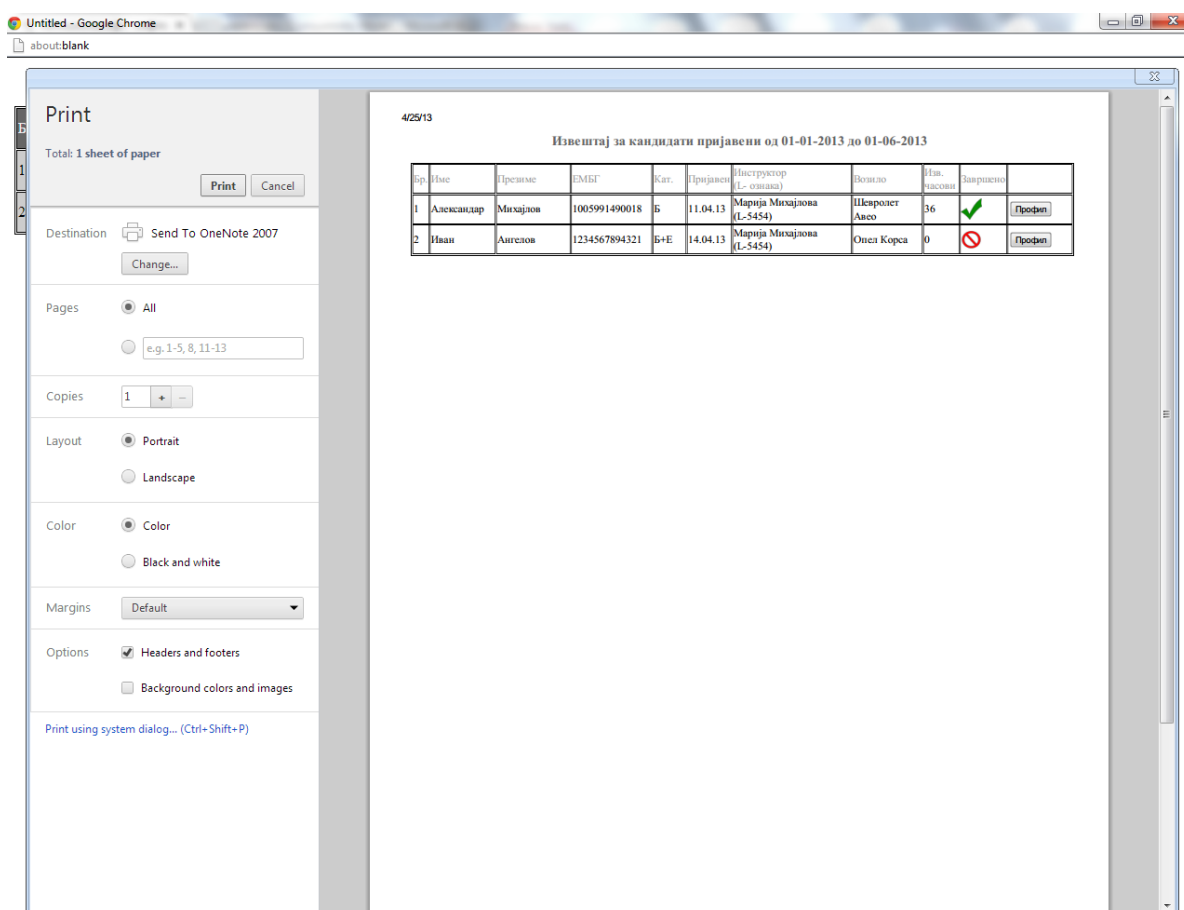 Untitled - Google Chrome
about:blank
Print
Total: 1 sheet of paper
Print Cancel
Destination Send To OneNote 2007
Change...
Pages All
e.g. 1-5, 8, 11-13
Copies 1 + -
Layout Portrait
Landscape
Color Color
Black and white
Margins Default
Options Headers and footers
Background colors and images
Print using system dialog... (Ctrl+Shift+P)
Б
1
2
4/25/13
Извештај за кандидати пријавени од 01-01-2013 до 01-06-2013
Бр. Име Презиме ЕМБГ Кат. Пријавен Инструктор (L- ознака) Возило Изв. часови Завршено
1 Александар Михајлов 1005991490018 Б 11.04.13 Марија Михајлова (L-5454) Шевролет Авео 36 Профил
2 Иван Ангелов 1234567894321 Б+Е 14.04.13 Марија Михајлова (L-5454) Опел Корса 0 Профил